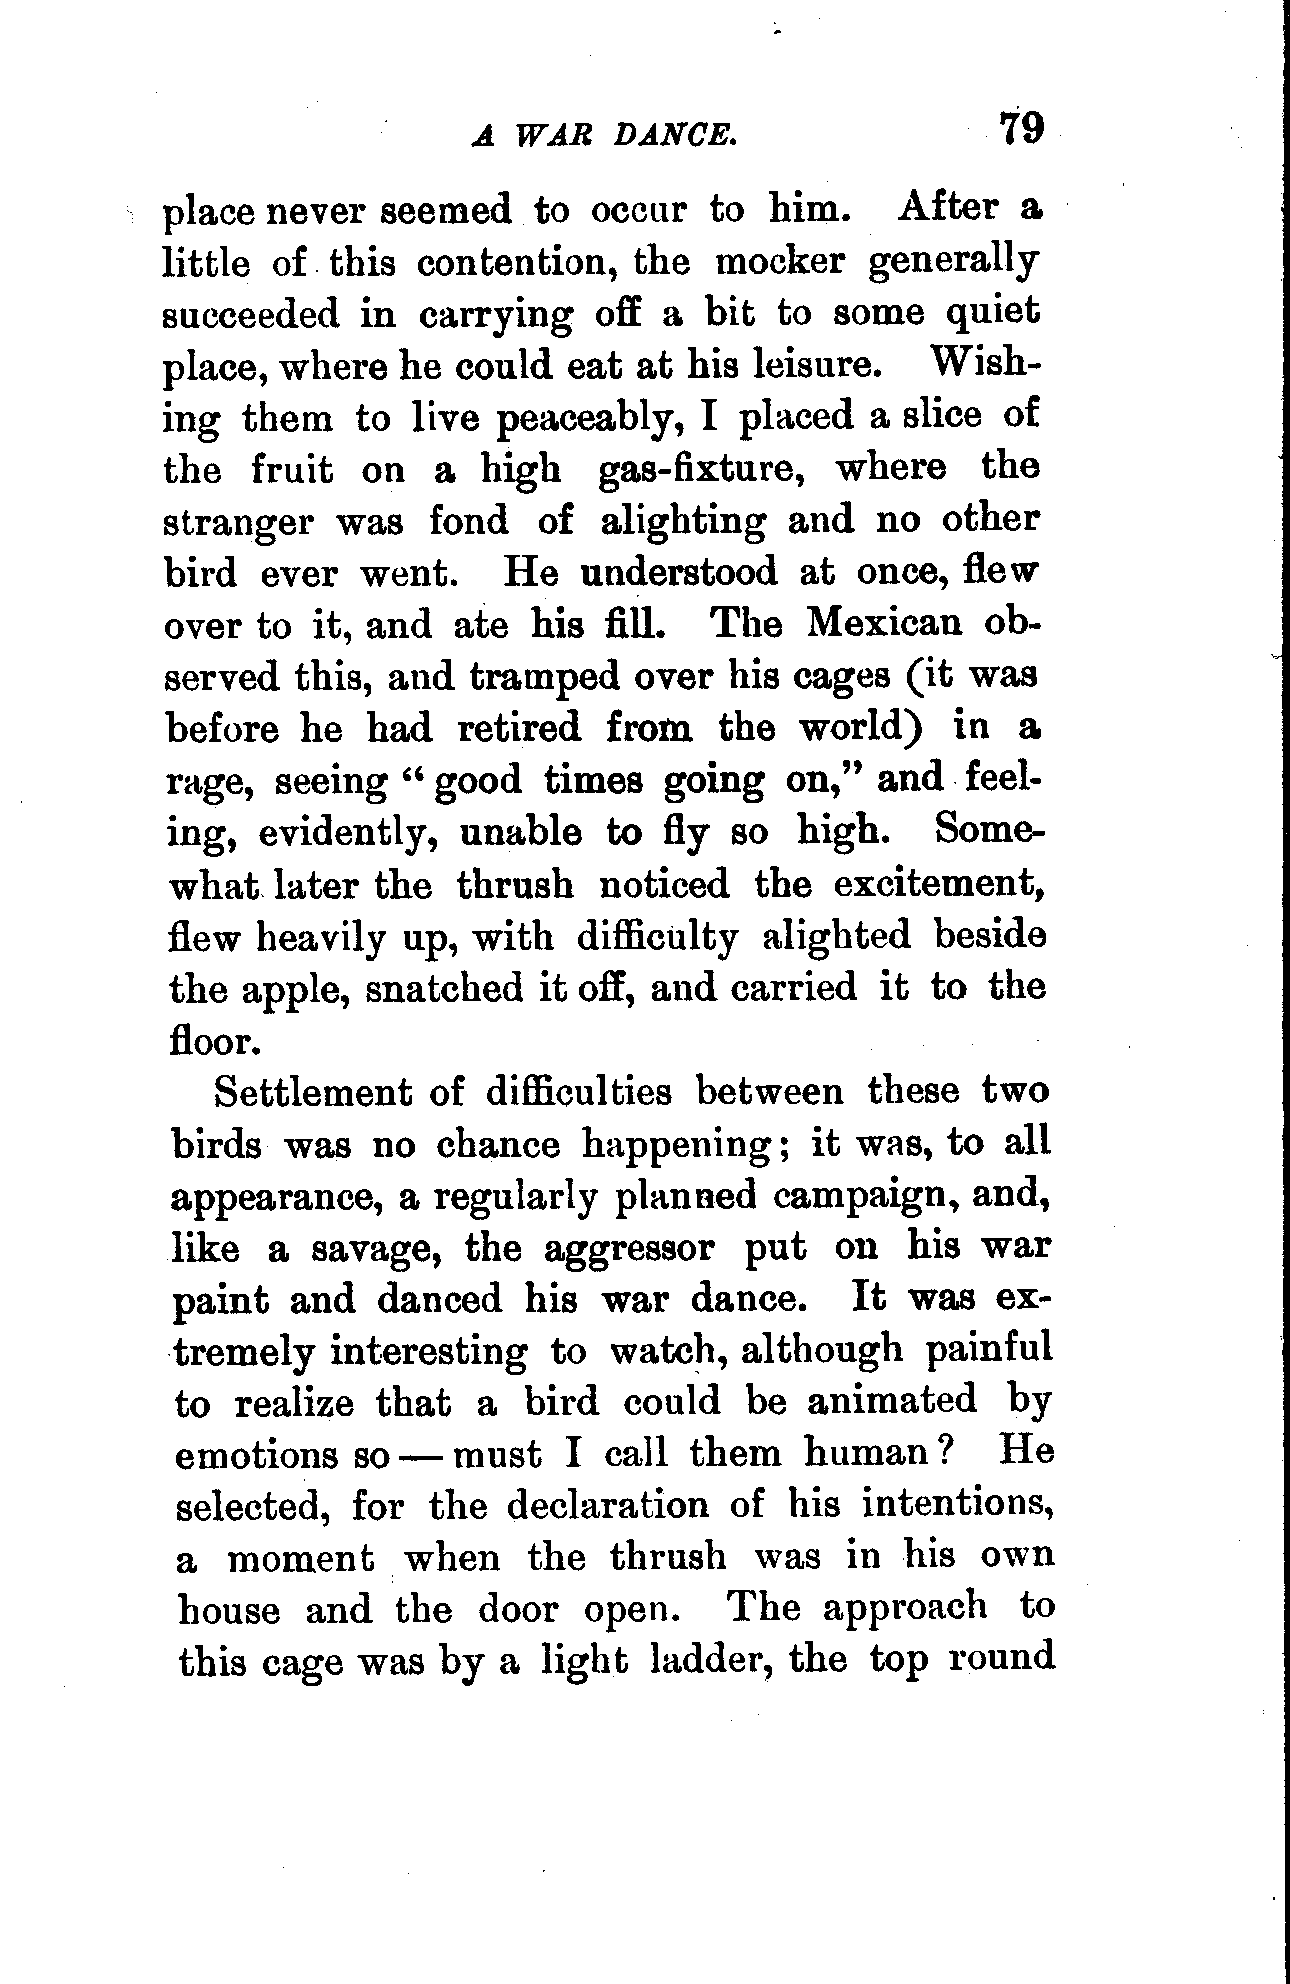 A WAR DANCE. 79
place never seemed to occur to him. After a
little of this contention, the mocker generally
succeeded in carrying off a bit to some quiet
place, where he could eat at his leisure. Wish-
ing them to live peaceably, I placed a slice of
the fruit on a high gas-fixture, where the
stranger was fond of alighting and no other
bird ever went. He understood at once, flew
over to it, and ate his fill. The Mexican ob-
served this, and tramped over his cages (it was
before he had retired from the world) in a
rage, seeing “ good times going on,” and feel-
ing, evidently, unable to fly so high. Some-
what later the thrush noticed the excitement,
flew heavily up, with difficulty alighted beside
the apple, snatched it off, and carried it to the
floor.
Settlement of difficulties between these two
birds was no chance happening; it was, to all
appearance, a regularly planned campaign, and,
like a savage, the aggressor put on his war
paint and danced his war dance. It was ex-
tremely interesting to watch, although painful
to realize that a bird could be animated by
emotions so — must I call them human? He
selected, for the declaration of his intentions,
a moment when the thrush was in his own
house and the door open. The approach to
this cage was by a light ladder, the top round